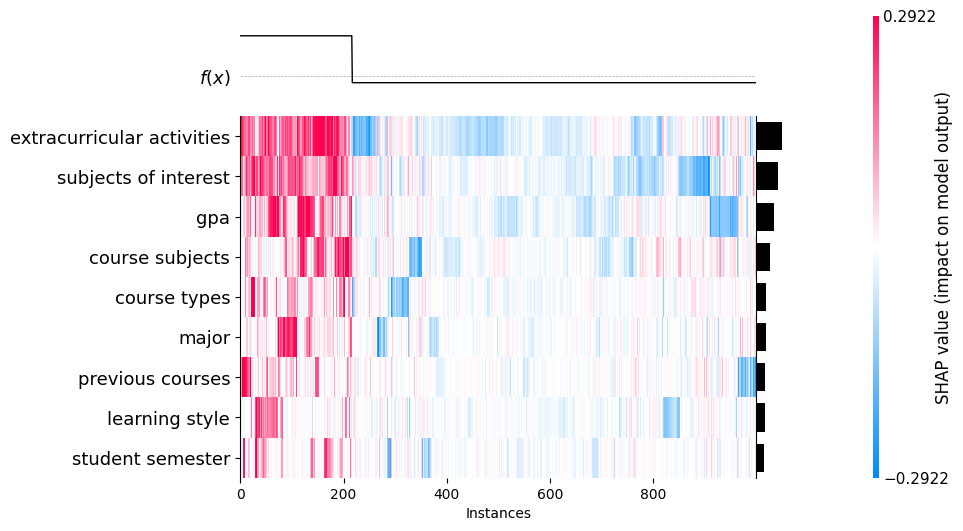 0.2922
f(x)
extracurricular activities
subjects of interest
gpa
course subjects
course types
major
previous courses
learning style
student semester
0 200 400 600 800
Instances
SHAP value (impact on model output)
−0.2922